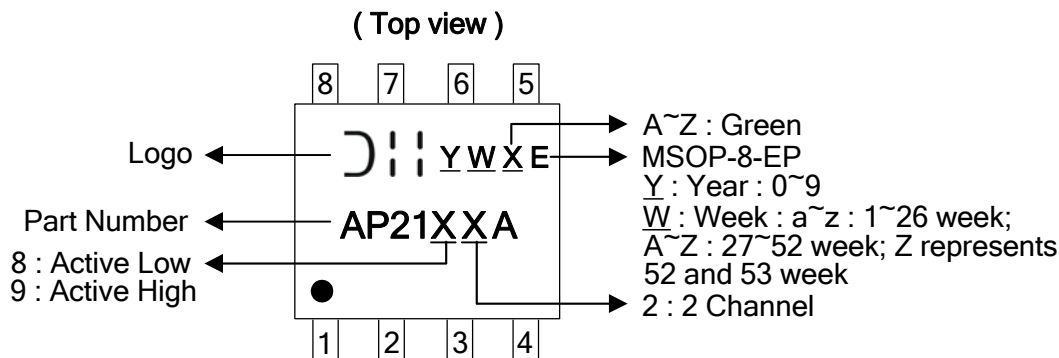 ( Top view )
8 7 6 5
A~Z : Green
Logo
Y W X E
MSOP-8-EP
Y : Year : 0~9
Part Number
AP21XXA
W : Week : a~z : 1~26 week;
A~Z : 27~52 week; Z represents
52 and 53 week
8 : Active Low
9 : Active High
2 : 2 Channel
1 2 3 4